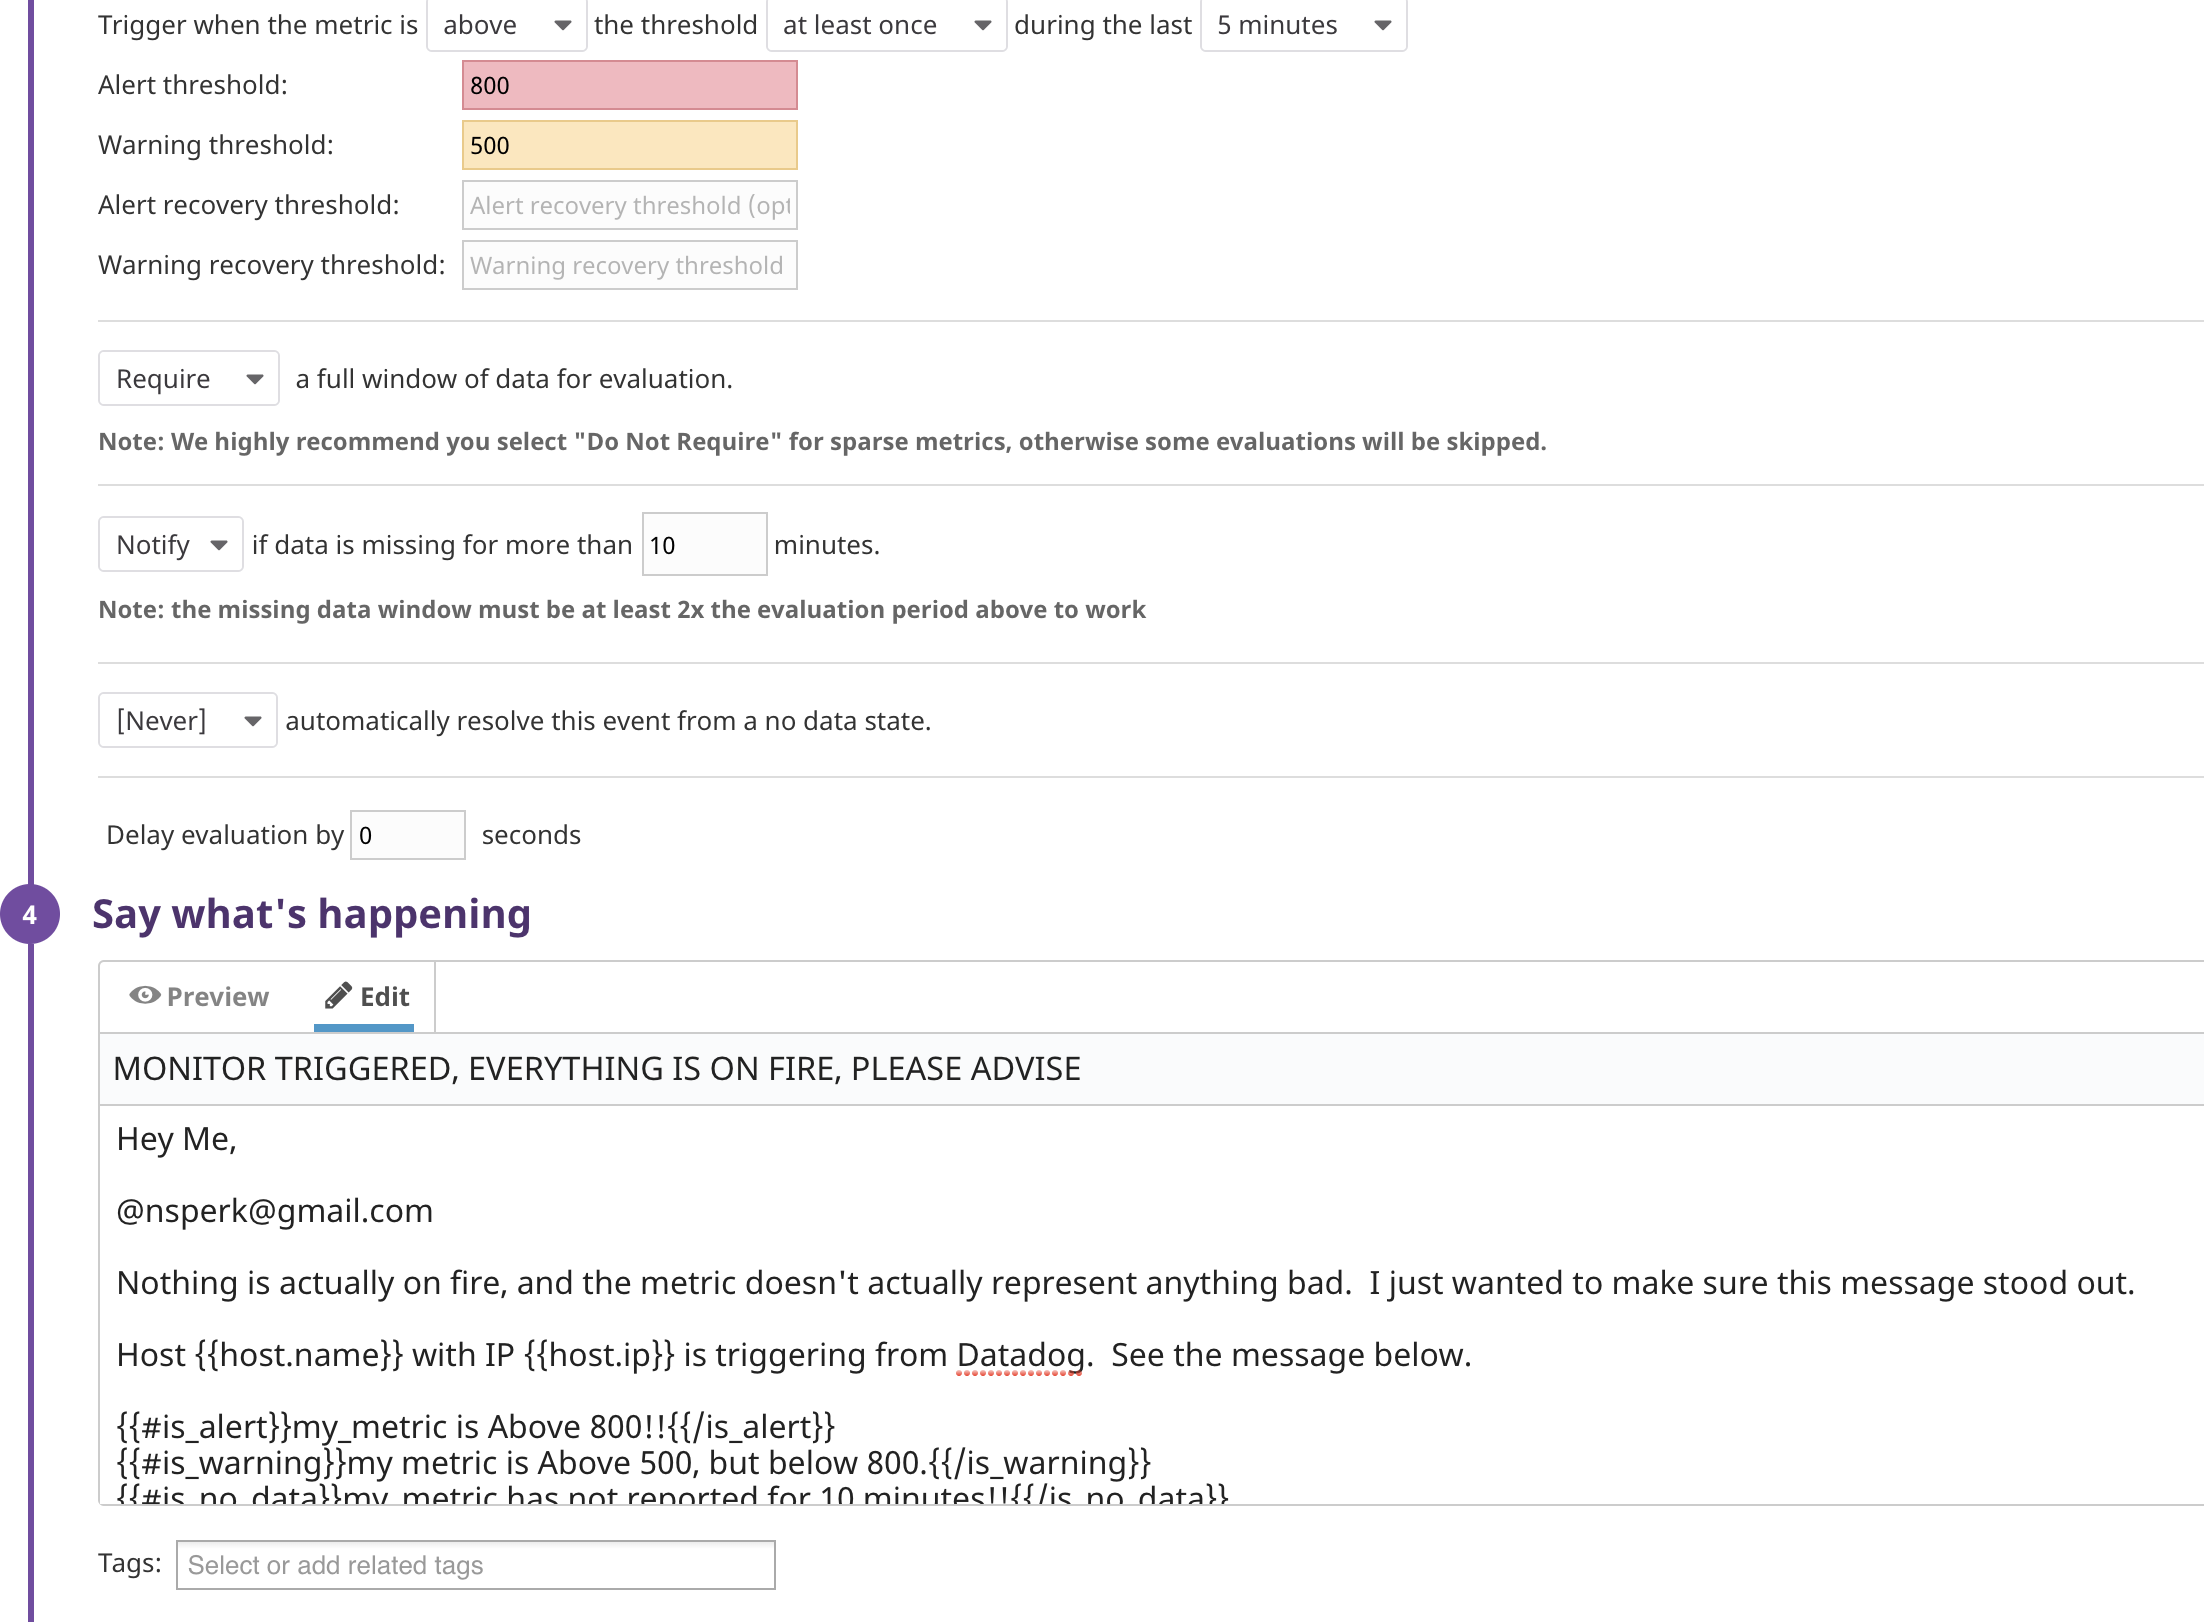 Trigger when the metric is above the threshold at least once during the last 5 minutes
Alert threshold: 800
Warning threshold: 500
Alert recovery threshold: Alert recovery threshold (opt
Warning recovery threshold: Warning recovery threshold
Require a full window of data for evaluation.
Note: We highly recommend you select "Do Not Require" for sparse metrics, otherwise some evaluations will be skipped.
Notify if data is missing for more than 10 minutes.
Note: the missing data window must be at least 2x the evaluation period above to work
[Never] automatically resolve this event from a no data state.
Delay evaluation by 0 seconds
4 Say what's happening
Preview Edit
MONITOR TRIGGERED, EVERYTHING IS ON FIRE, PLEASE ADVISE
Hey Me,
@nsperk@gmail.com
Nothing is actually on fire, and the metric doesn't actually represent anything bad.  I just wanted to make sure this message stood out.
Host {{host.name}} with IP {{host.ip}} is triggering from Datadog.  See the message below.
{{#is_alert}}my_metric is Above 800!!{{/is_alert}}
{{#is_warning}}my metric is Above 500, but below 800.{{/is_warning}}
{{#is_no_data}}my_metric has not reported for 10 minutes!!{{/is_no_data}}
Tags: Select or add related tags